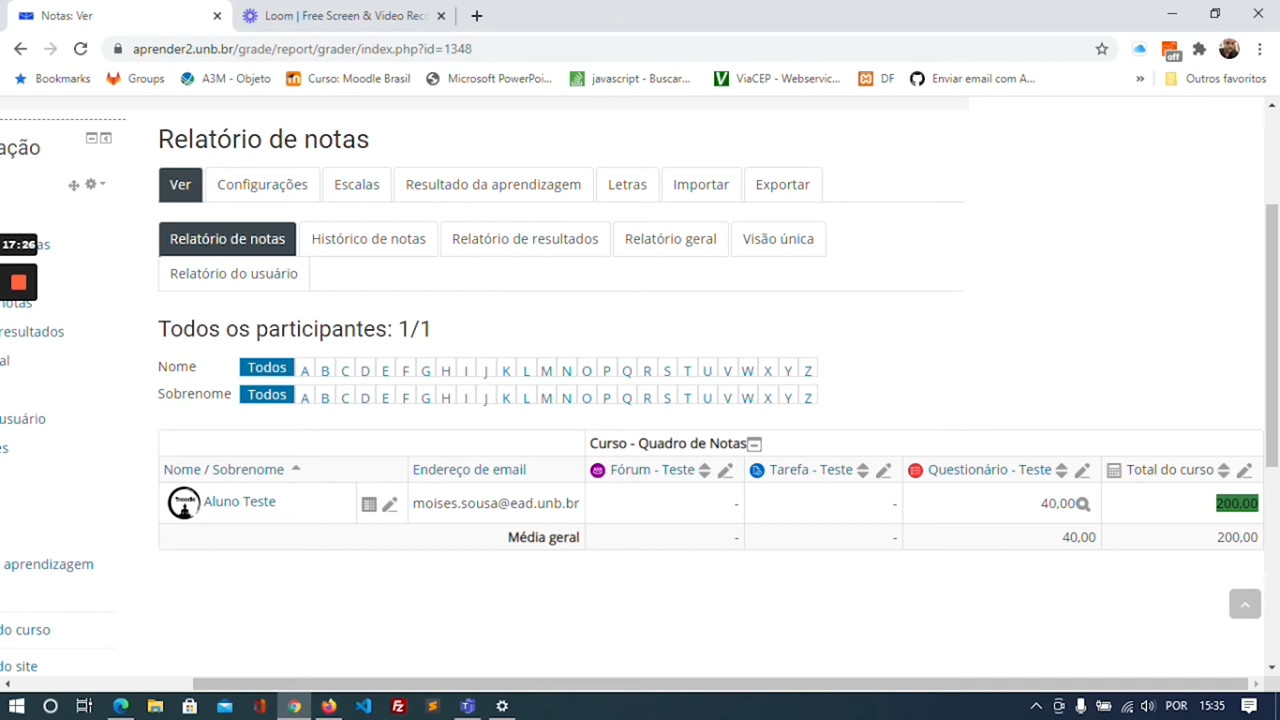 Notas: Ver
Loom | Free Screen & Video Rec
aprender2.unb.br/grade/report/grader/index.php?id=1348
Bookmarks Groups A3M - Objeto Curso: Moodle Brasil Microsoft PowerPoi... javascript - Buscar... ViaCEP - Webservic... DF Enviar email com A... » Outros favoritos
off
ação
Relatório de notas
Ver Configurações Escalas Resultado da aprendizagem Letras Importar Exportar
17:26 as
Relatório de notas Histórico de notas Relatório de resultados Relatório geral Visão única
Relatório do usuário
notas
resultados
al
usuário
es
Todos os participantes: 1/1
Nome Todos A B C D E F G H I J K L M N O P Q R S T U V W X Y Z
Sobrenome Todos A B C D E F G H I J K L M N O P Q R S T U V W X Y Z
Curso - Quadro de Notas
Nome / Sobrenome Endereço de email Fórum - Teste Tarefa - Teste Questionário - Teste Total do curso
Aluno Teste moises.sousa@ead.unb.br - - 40,00 200,00
Média geral - - 40,00 200,00
aprendizagem
do curso
do site
POR 15:35